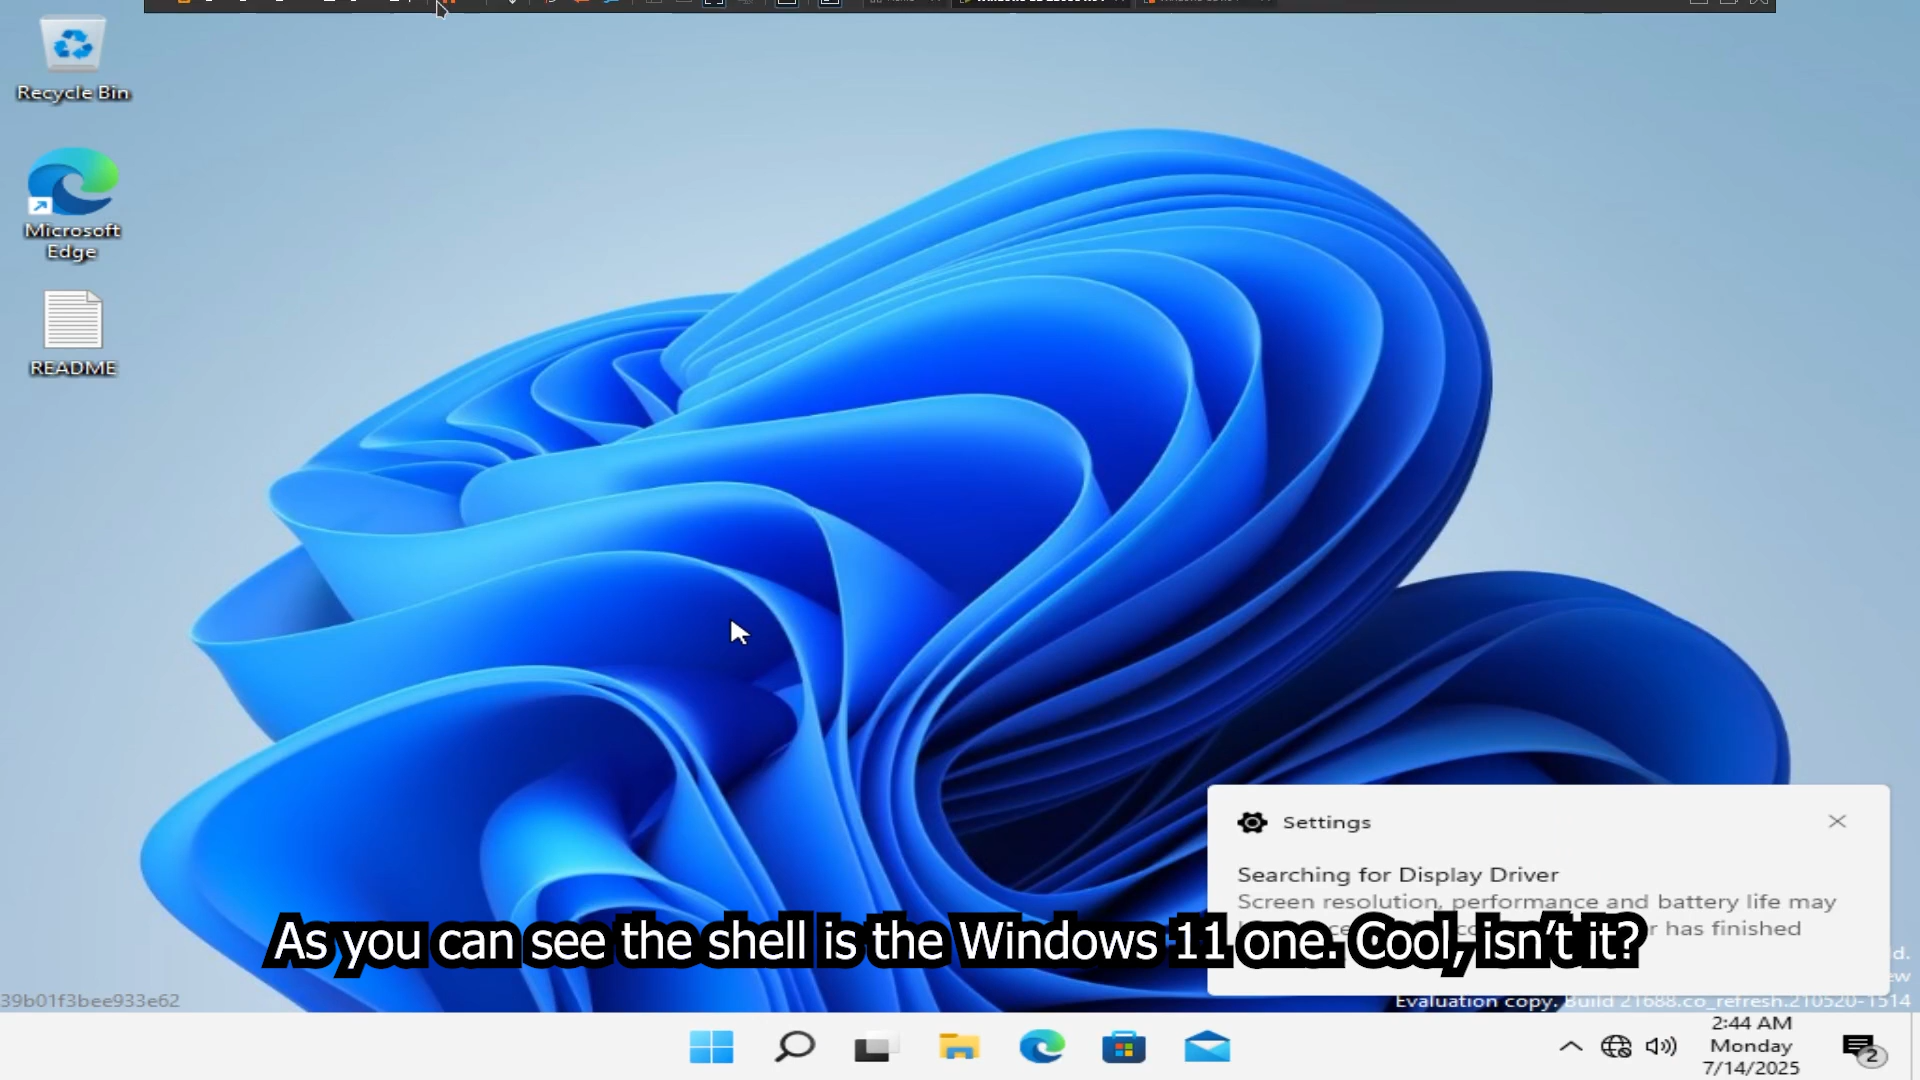 Recycle Bin
Microsoft
Edge
README
Settings
Searching for Display Driver
Screen resolution, performance and battery life may
r has finished
As you can see the shell is the Windows 11 one. Cool, isn't it?
39b01f3bee933e62
Evaluation copy. Build 21688.co_refresh.210520-1514
2:44 AM
Monday
7/14/2025
2